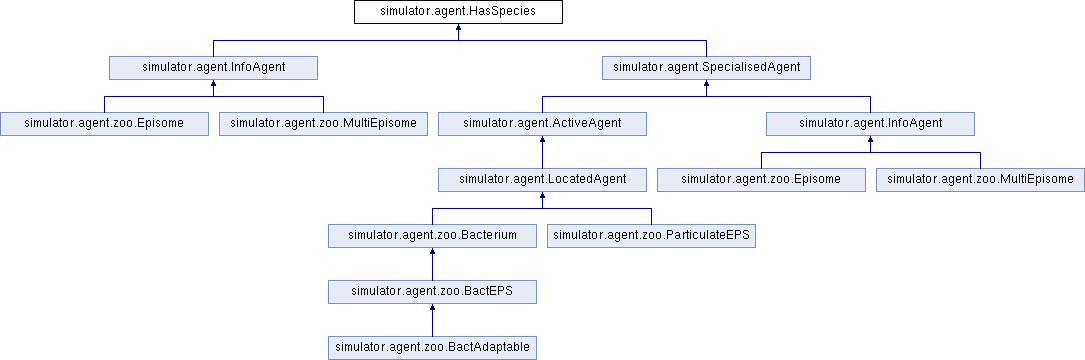 simulator.agent.HasSpecies
simulator.agent.InfoAgent
simulator.agent.SpecialisedAgent
simulator.agent.zoo.Episome
simulator.agent.zoo.MultiEpisome
simulator.agent.ActiveAgent
simulator.agent.InfoAgent
simulator.agent.LocatedAgent
simulator.agent.zoo.Episome
simulator.agent.zoo.MultiEpisome
simulator.agent.zoo.Bacterium
simulator.agent.zoo.ParticulateEPS
simulator.agent.zoo.BactEPS
simulator.agent.zoo.BactAdaptable